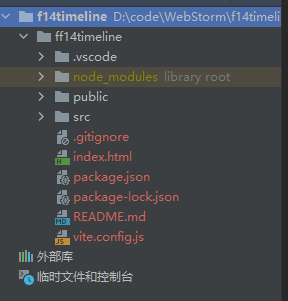 f14timeline D:\code\WebStorm\f14timeli
ff14timeline
.vscode
node_modules library root
public
src
.gitignore
index.html
package.json
package-lock.json
README.md
vite.config.js
外部库
临时文件和控制台